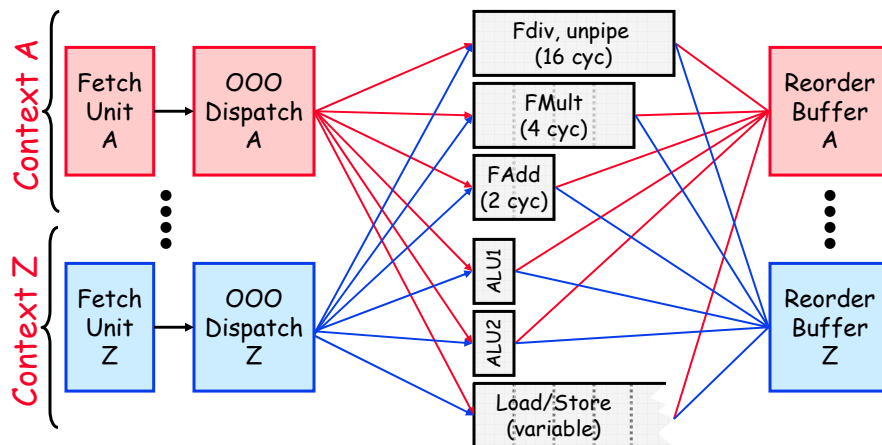 Context A
Fetch
Unit
A
OOO
Dispatch
A
Fdiv, unpipe
(16 cyc)
FMult
(4 cyc)
FAdd
(2 cyc)
Reorder
Buffer
A
Context Z
Fetch
Unit
Z
OOO
Dispatch
Z
ALU1
ALU2
Load/Store
(variable)
Reorder
Buffer
Z